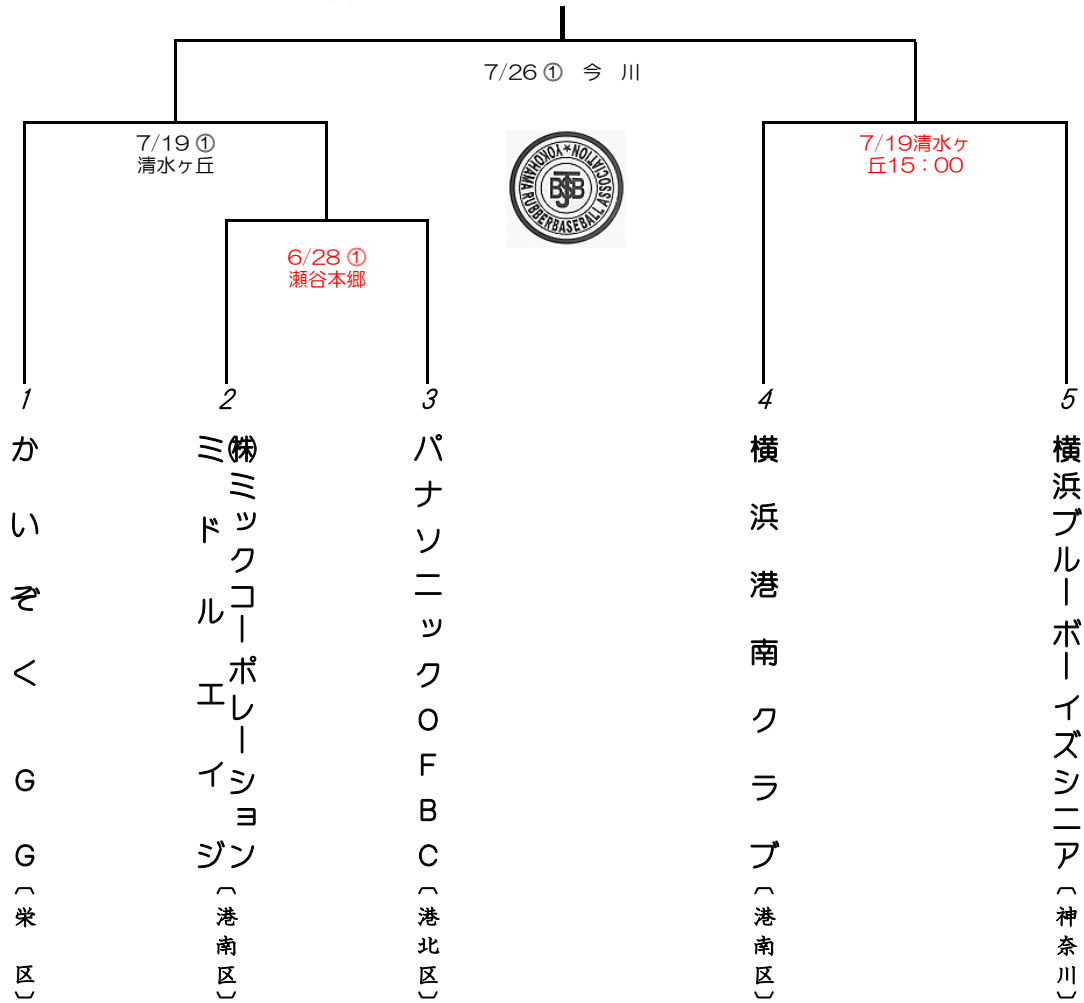 7/26 ① 今 川
7/19 ①
清水ヶ丘
7/19清水ヶ
丘15：00
YOKOHAMA RUBBERBASEBALL ASSOCIATION
6/28 ①
瀬谷本郷
1
かいぞくGG
〔栄 区〕
2
㈱ミックコーポレーション
ミドルエイジ
〔港南区〕
3
パナソニックOFBC
〔港北区〕
4
横浜港南クラブ
〔港南区〕
5
横浜ブルーボーイズシニア
〔神奈川〕